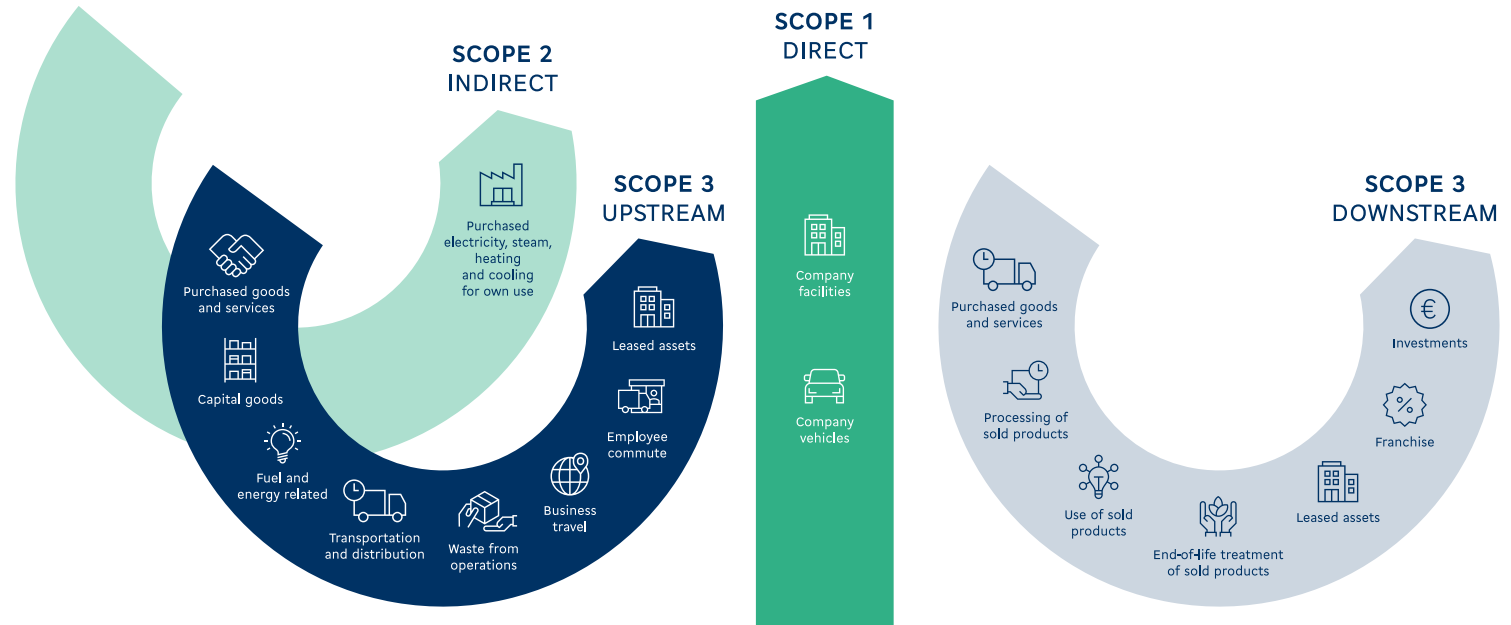 SCOPE 2
INDIRECT
Purchased
electricity, steam,
heating
and cooling
for own use
SCOPE 3
UPSTREAM
Purchased goods
and services
Capital goods
Fuel and
energy related
Transportation
and distribution
Waste from
operations
Business
travel
Employee
commute
Leased assets
SCOPE 1
DIRECT
Company
facilities
Company
vehicles
SCOPE 3
DOWNSTREAM
Purchased goods
and services
Processing of
sold products
Use of sold
products
End-of-life treatment
of sold products
Leased assets
%
Franchise
€
Investments